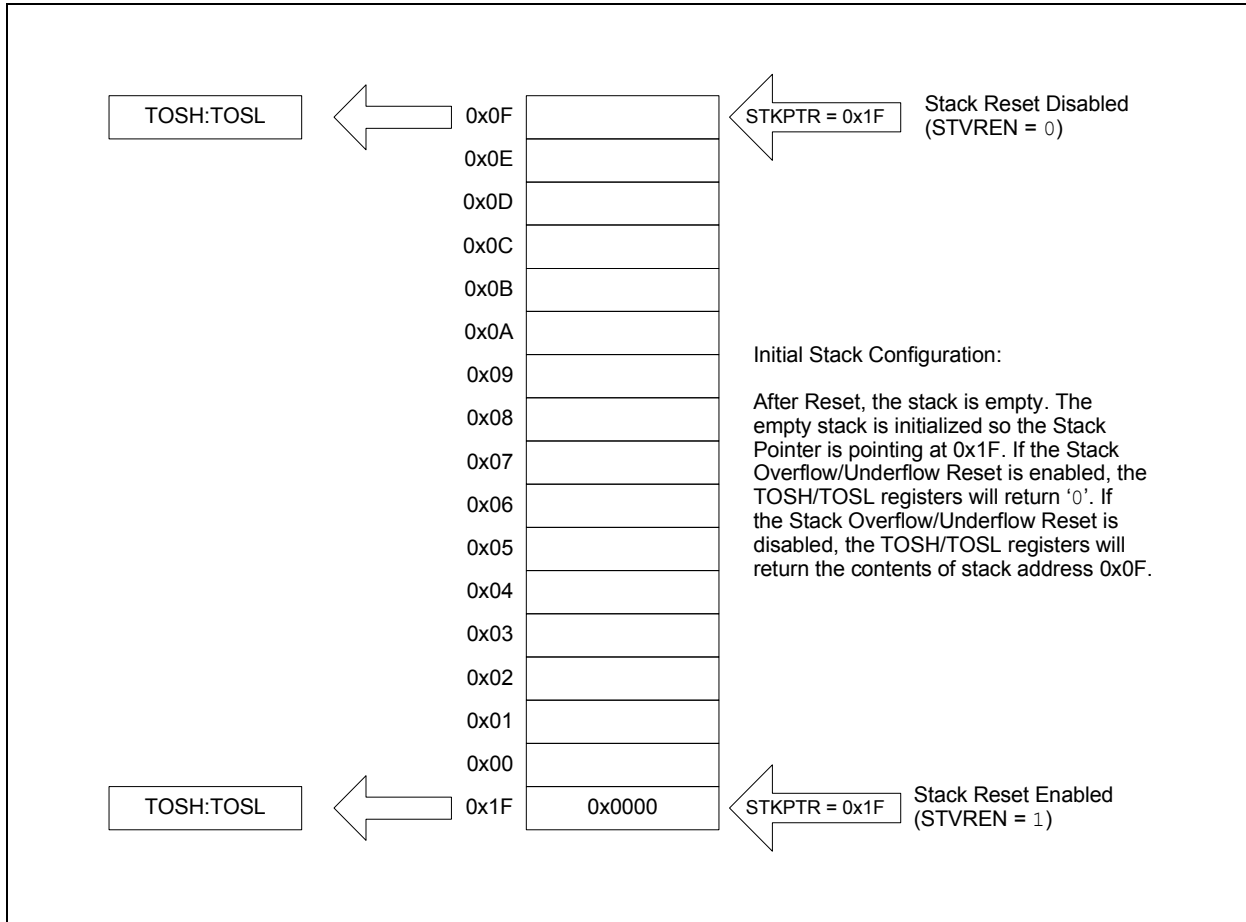 TOSH:TOSL
0x0F
STKPTR = 0x1F
Stack Reset Disabled
(STVREN = 0)
0x0E
0x0D
0x0C
0x0B
0x0A
0x09
0x08
0x07
0x06
0x05
0x04
0x03
0x02
0x01
0x00
Initial Stack Configuration:
After Reset, the stack is empty. The
empty stack is initialized so the Stack
Pointer is pointing at 0x1F. If the Stack
Overflow/Underflow Reset is enabled, the
TOSH/TOSL registers will return ‘0’. If
the Stack Overflow/Underflow Reset is
disabled, the TOSH/TOSL registers will
return the contents of stack address 0x0F.
TOSH:TOSL
0x1F
0x0000
STKPTR = 0x1F
Stack Reset Enabled
(STVREN = 1)